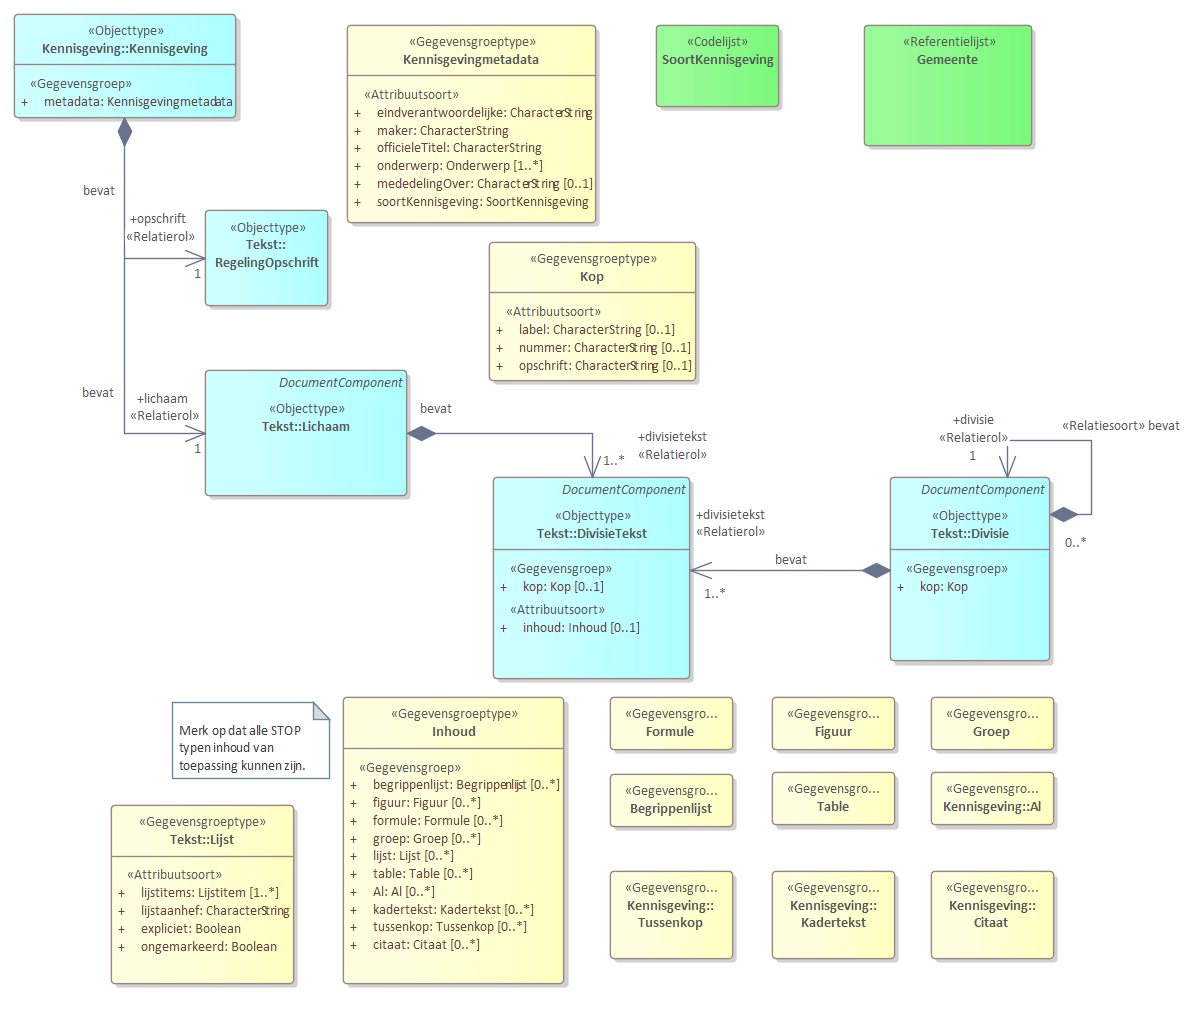 «Objecttype»
Kennisgeving::Kennisgeving
«Gegevensgroep»
+ metadata: Kennisgevingmetadata
«Gegevensgroeptype»
Kennisgevingmetadata
«Attribuutsoort»
+ eindverantwoordelijke: CharacterString
+ maker: CharacterString
+ officieleTitel: CharacterString
+ onderwerp: Onderwerp [1..*]
+ mededelingOver: CharacterString [0..1]
+ soortKennisgeving: SoortKennisgeving
«Codelijst»
SoortKennisgeving
«Referentielijst»
Gemeente
bevat
+opschrift
«Relatierol»
1
«Objecttype»
Tekst::
RegelingOpschrift
«Gegevensgroeptype»
Kop
«Attribuutsoort»
+ label: CharacterString [0..1]
+ nummer: CharacterString [0..1]
+ opschrift: CharacterString [0..1]
bevat
+lichaam
«Relatierol»
1
DocumentComponent
«Objecttype»
Tekst::Lichaam
bevat
+divisietekst
«Relatierol»
1..*
+divisie
«Relatierol»
1
«Relatiesoort» bevat
0..*
DocumentComponent
«Objecttype»
Tekst::DivisieTekst
«Gegevensgroep»
+ kop: Kop [0..1]
«Attribuutsoort»
+ inhoud: Inhoud [0..1]
+divisietekst
«Relatierol»
bevat
1..*
DocumentComponent
«Objecttype»
Tekst::Divisie
«Gegevensgroep»
+ kop: Kop
Merk op dat alle STOP
typen inhoud van
toepassing kunnen zijn.
«Gegevensgroeptype»
Tekst::Lijst
«Attribuutsoort»
+ lijstitems: Lijstitem [1..*]
+ lijstaanhef: CharacterString
+ expliciet: Boolean
+ ongemarkeerd: Boolean
«Gegevensgroeptype»
Inhoud
«Gegevensgroep»
+ begrippenlijst: Begrippenlijst [0..*]
+ figuur: Figuur [0..*]
+ formule: Formule [0..*]
+ groep: Groep [0..*]
+ lijst: Lijst [0..*]
+ table: Table [0..*]
+ Al: Al [0..*]
+ kadertekst: Kadertekst [0..*]
+ tussenkop: Tussenkop [0..*]
+ citaat: Citaat [0..*]
«Gegevensgro...
Formule
«Gegevensgro...
Figuur
«Gegevensgro...
Groep
«Gegevensgro...
Begrippenlijst
«Gegevensgro...
Table
«Gegevensgro...
Kennisgeving::Al
«Gegevensgro...
Kennisgeving::
Tussenkop
«Gegevensgro...
Kennisgeving::
Kadertekst
«Gegevensgro...
Kennisgeving::
Citaat